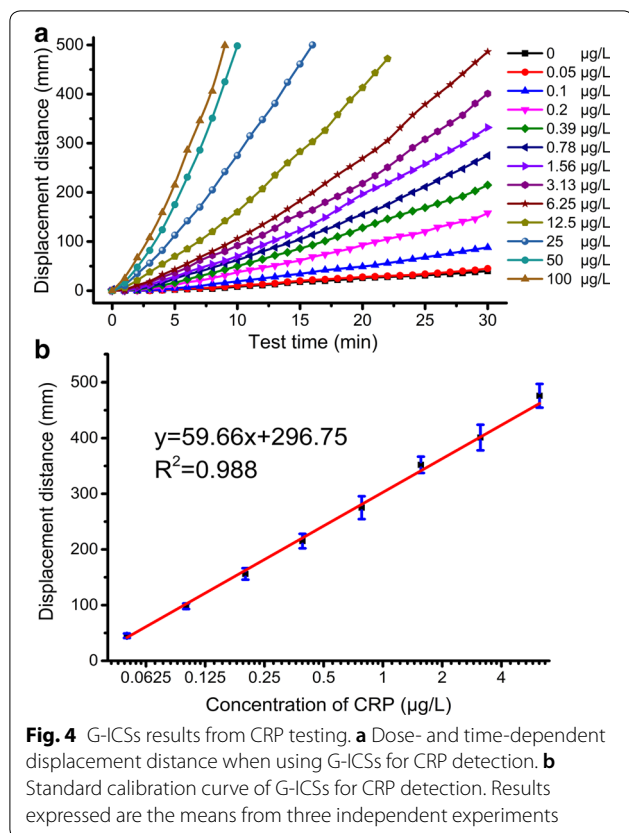 a
500
400
300
200
100
0
Displacement distance (mm)
0 5 10 15 20 25 30
Test time (min)
0 µg/L
0.05 µg/L
0.1 µg/L
0.2 µg/L
0.39 µg/L
0.78 µg/L
1.56 µg/L
3.13 µg/L
6.25 µg/L
12.5 µg/L
25 µg/L
50 µg/L
100 µg/L
b
500
400
300
200
100
0
Displacement distance (mm)
y=59.66x+296.75
R²=0.988
0.0625 0.125 0.25 0.5 1 2 4
Concentration of CRP (µg/L)
Fig. 4 G-ICSs results from CRP testing. a Dose- and time-dependent
displacement distance when using G-ICSs for CRP detection. b
Standard calibration curve of G-ICSs for CRP detection. Results
expressed are the means from three independent experiments